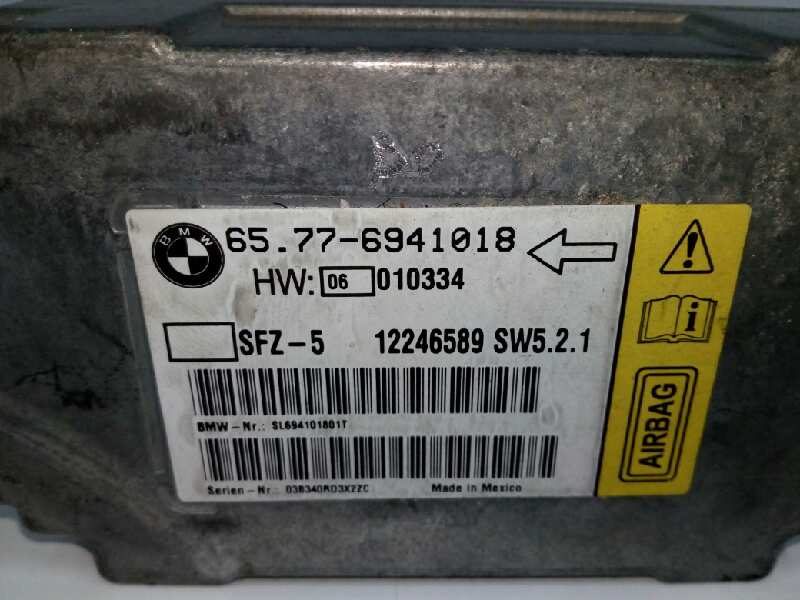 BMW
65.77-6941018
HW: 06 010334
SFZ-5 12246589 SW5.2.1
BMW-Nr.: SL694101801T
Serien-Nr.: Made in Mexico
AIRBAG